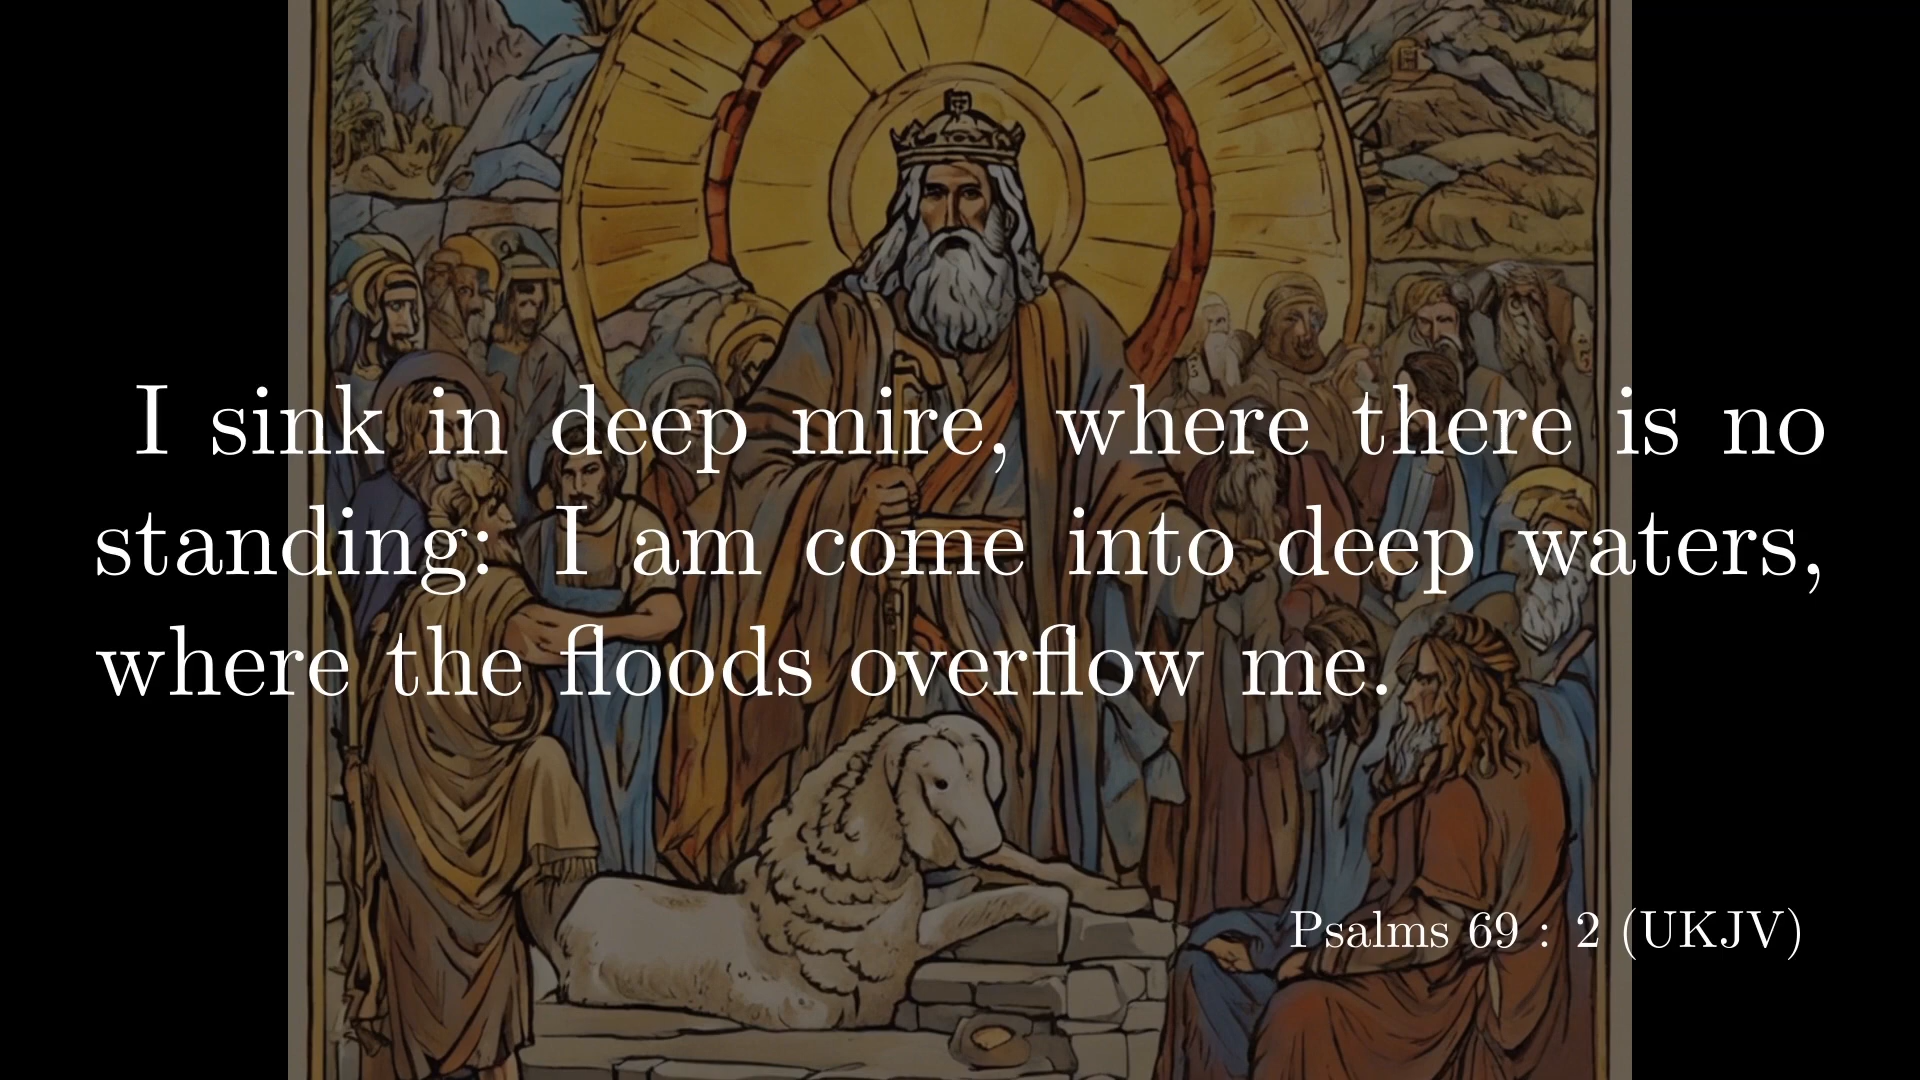 I sink in deep mire, where there is no
standing: I am come into deep waters,
where the floods overflow me.
Psalms 69 : 2 (UKJV)